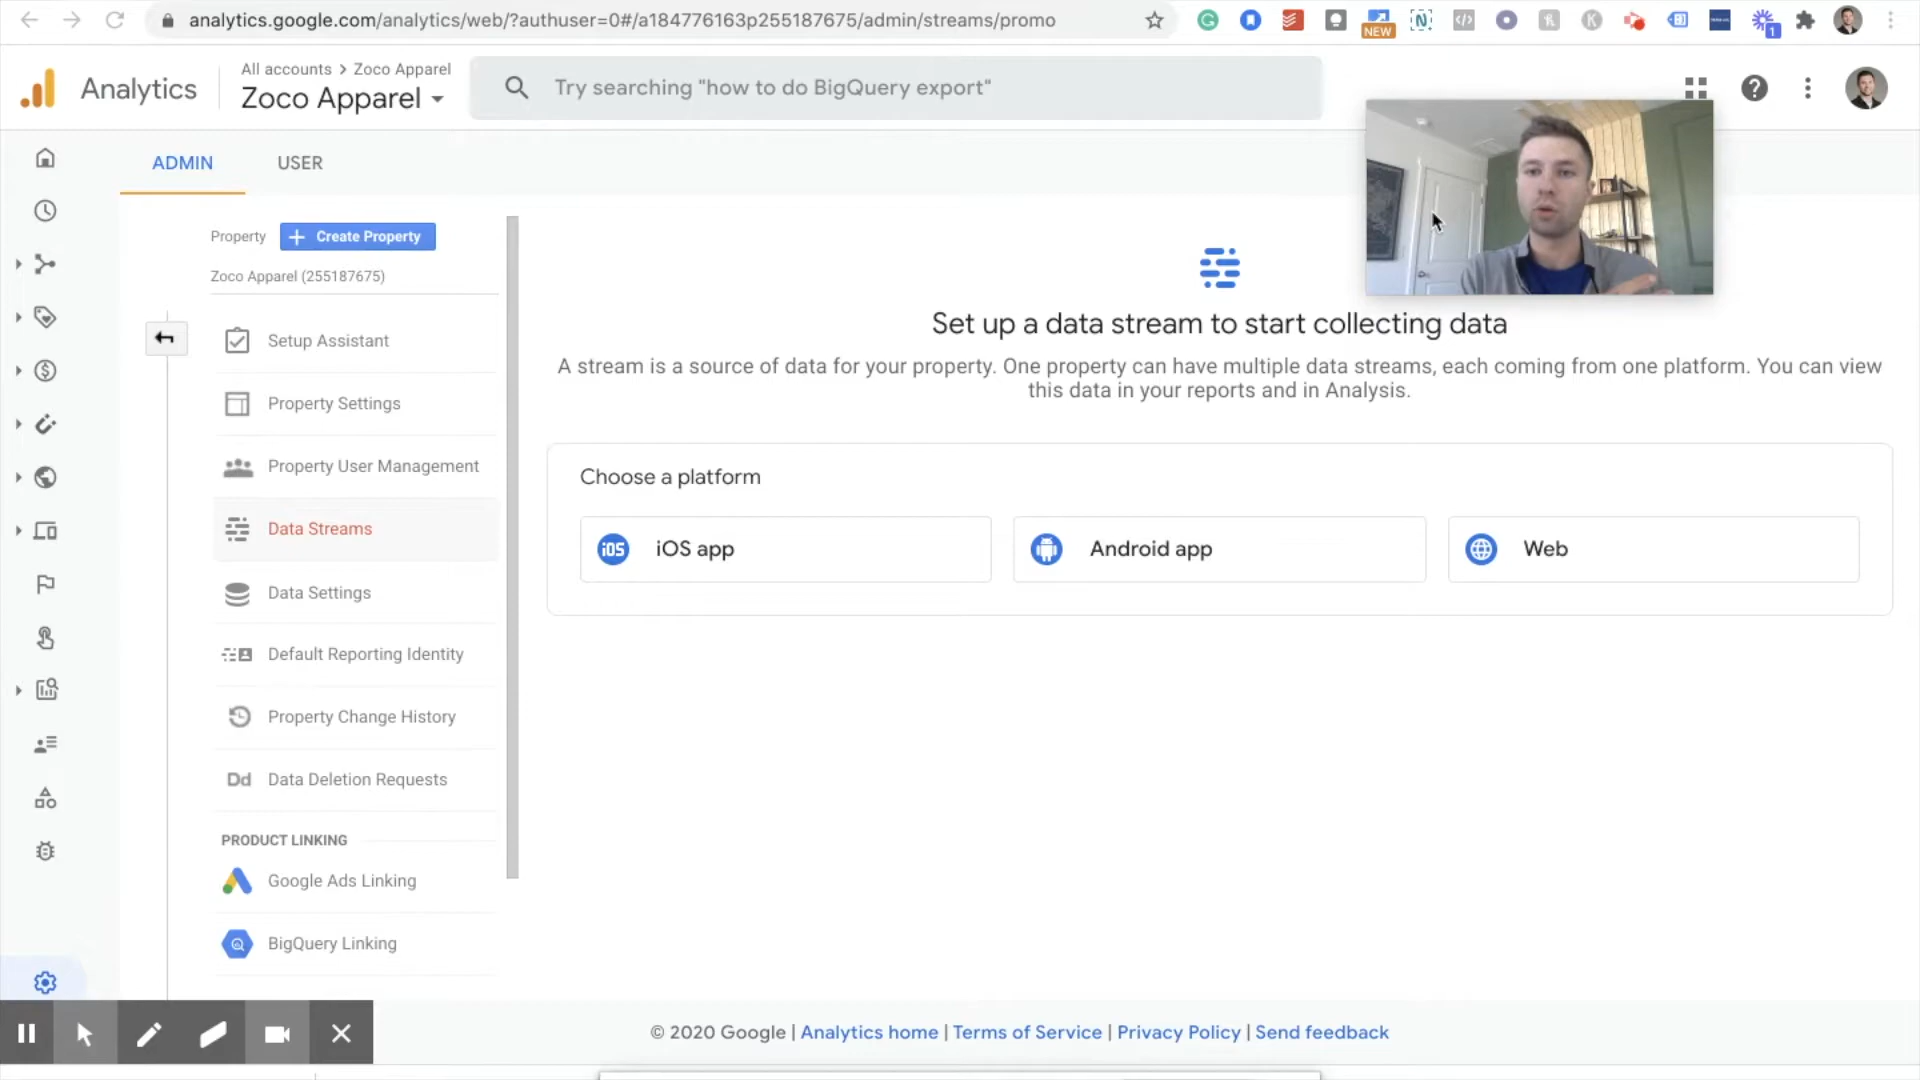 analytics.google.com/analytics/web/?authuser=0#/a184776163p255187675/admin/streams/promo
NEW
1
Analytics
All accounts > Zoco Apparel
Zoco Apparel
Try searching "how to do BigQuery export"
ADMIN
USER
Property
Create Property
Zoco Apparel (255187675)
Setup Assistant
Property Settings
Property User Management
Data Streams
Data Settings
Default Reporting Identity
Property Change History
Dd Data Deletion Requests
PRODUCT LINKING
Google Ads Linking
BigQuery Linking
Set up a data stream to start collecting data
A stream is a source of data for your property. One property can have multiple data streams, each coming from one platform. You can view
this data in your reports and in Analysis.
Choose a platform
iOS iOS app
Android app
Web
© 2020 Google | Analytics home | Terms of Service | Privacy Policy | Send feedback